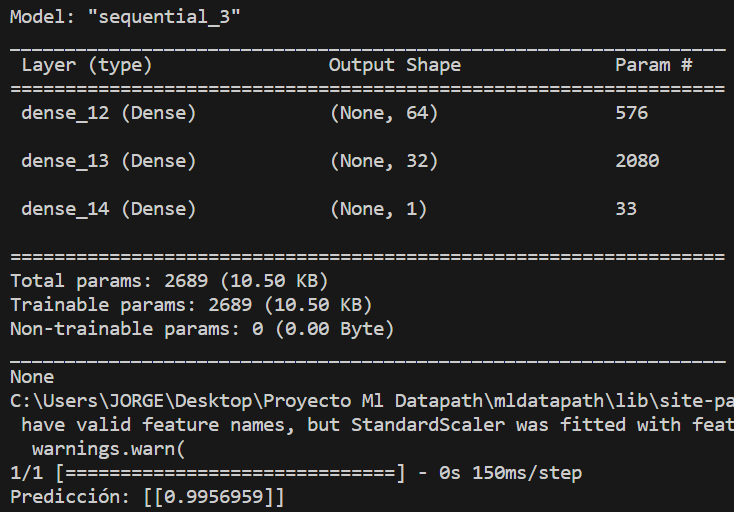 Model: "sequential_3"
_________________________________________________________________
Layer (type) Output Shape Param #
=================================================================
dense_12 (Dense) (None, 64) 576
dense_13 (Dense) (None, 32) 2080
dense_14 (Dense) (None, 1) 33
=================================================================
Total params: 2689 (10.50 KB)
Trainable params: 2689 (10.50 KB)
Non-trainable params: 0 (0.00 Byte)
_________________________________________________________________
None
C:\Users\JORGE\Desktop\Proyecto Ml Datapath\mldatapath\lib\site-pa
have valid feature names, but StandardScaler was fitted with feat
warnings.warn(
1/1 [==============================] - 0s 150ms/step
Predicción: [[0.9956959]]